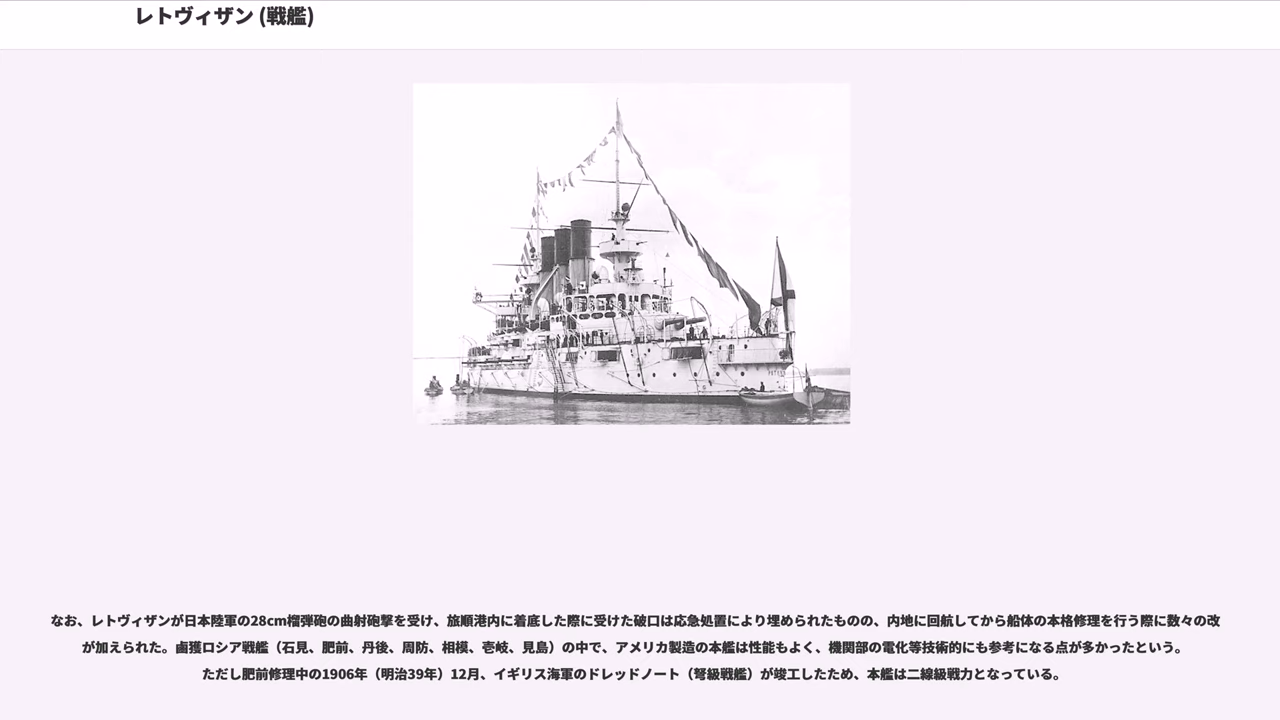 レトヴィザン (戦艦)
なお、レトヴィザンが日本陸軍の28cm榴弾砲の曲射砲撃を受け、旅順港内に着底した際に受けた破口は応急処置により埋められたものの、内地に回航してから船体の本格修理を行う際に数々の改
が加えられた。鹵獲ロシア戦艦（石見、肥前、丹後、周防、相模、壱岐、見島）の中で、アメリカ製造の本艦は性能もよく、機関部の電化等技術的にも参考になる点が多かったという。
ただし肥前修理中の1906年（明治39年）12月、イギリス海軍のドレッドノート（弩級戦艦）が竣工したため、本艦は二線級戦力となっている。